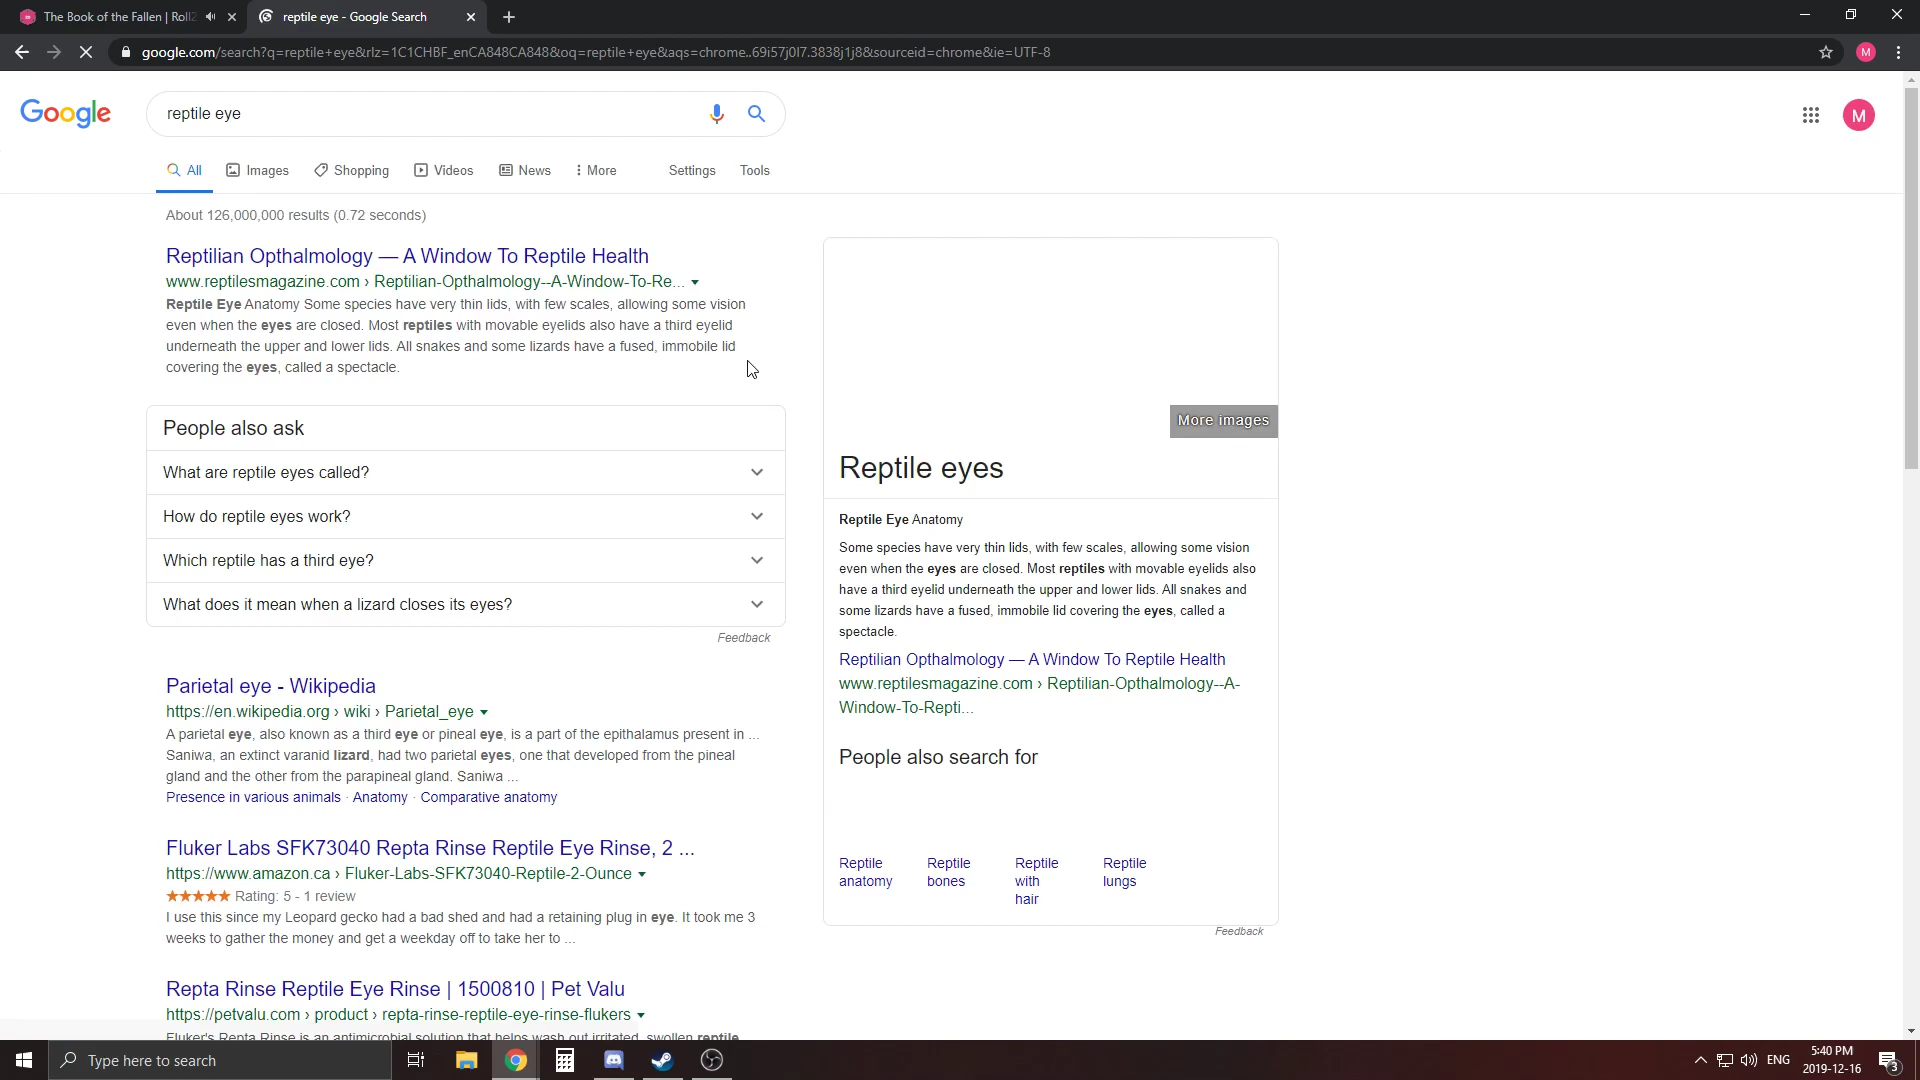 The Book of the Fallen | Roll2
reptile eye - Google Search
google.com/search?q=reptile+eye&rlz=1C1CHBF_enCA848CA848&oq=reptile+eye&aqs=chrome..69i57j0l7.3838j1j8&sourceid=chrome&ie=UTF-8
M
Google
reptile eye
M
All
Images
Shopping
Videos
News
More
Settings
Tools
About 126,000,000 results (0.72 seconds)
Reptilian Opthalmology — A Window To Reptile Health
www.reptilesmagazine.com › Reptilian-Opthalmology--A-Window-To-Re...
Reptile Eye Anatomy Some species have very thin lids, with few scales, allowing some vision
even when the eyes are closed. Most reptiles with movable eyelids also have a third eyelid
underneath the upper and lower lids. All snakes and some lizards have a fused, immobile lid
covering the eyes, called a spectacle.
People also ask
What are reptile eyes called?
How do reptile eyes work?
Which reptile has a third eye?
What does it mean when a lizard closes its eyes?
Feedback
Parietal eye - Wikipedia
https://en.wikipedia.org › wiki › Parietal_eye
A parietal eye, also known as a third eye or pineal eye, is a part of the epithalamus present in ...
Saniwa, an extinct varanid lizard, had two parietal eyes, one that developed from the pineal
gland and the other from the parapineal gland. Saniwa ...
Presence in various animals · Anatomy · Comparative anatomy
Fluker Labs SFK73040 Repta Rinse Reptile Eye Rinse, 2 ...
https://www.amazon.ca › Fluker-Labs-SFK73040-Reptile-2-Ounce
Rating: 5 - 1 review
I use this since my Leopard gecko had a bad shed and had a retaining plug in eye. It took me 3
weeks to gather the money and get a weekday off to take her to ...
Repta Rinse Reptile Eye Rinse | 1500810 | Pet Valu
https://petvalu.com › product › repta-rinse-reptile-eye-rinse-flukers
Fluker's Repta Rinse is an antimicrobial solution that helps wash out irritated, swollen reptile
More images
Reptile eyes
Reptile Eye Anatomy
Some species have very thin lids, with few scales, allowing some vision
even when the eyes are closed. Most reptiles with movable eyelids also
have a third eyelid underneath the upper and lower lids. All snakes and
some lizards have a fused, immobile lid covering the eyes, called a
spectacle.
Reptilian Opthalmology — A Window To Reptile Health
www.reptilesmagazine.com › Reptilian-Opthalmology--A-
Window-To-Repti...
People also search for
Reptile
anatomy
Reptile
bones
Reptile
with
hair
Reptile
lungs
Feedback
Type here to search
ENG
5:40 PM
2019-12-16
3